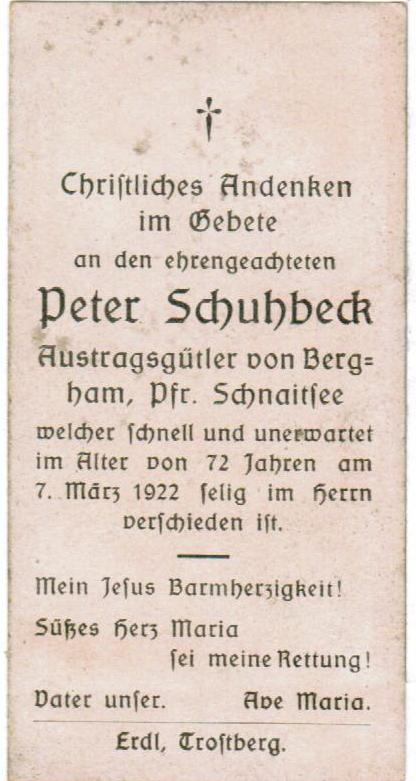 Christliches Andenken
im Gebete
an den ehrengeachteten
Peter Schuhbeck
Austragsgütler von Berg=
ham, Pfr. Schnaitsee
welcher schnell und unerwartet
im Alter von 72 Jahren am
7. März 1922 selig im Herrn
verschieden ist.
Mein Jesus Barmherzigkeit!
Süßes Herz Maria
sei meine Rettung!
Vater unser. Ave Maria.
Erdl, Trostberg.